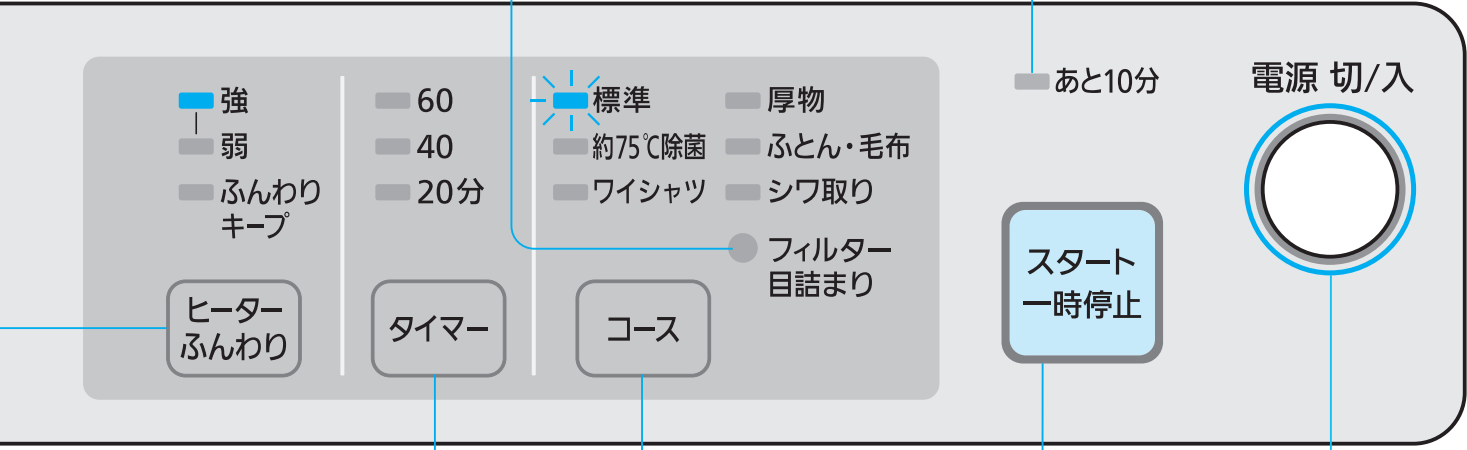 強
弱
ふんわり
キープ
ヒーター
ふんわり
60
40
20分
タイマー
標準
約75℃除菌
ワイシャツ
厚物
ふとん・毛布
シワ取り
フィルター
目詰まり
コース
あと10分
スタート
一時停止
電源 切/入